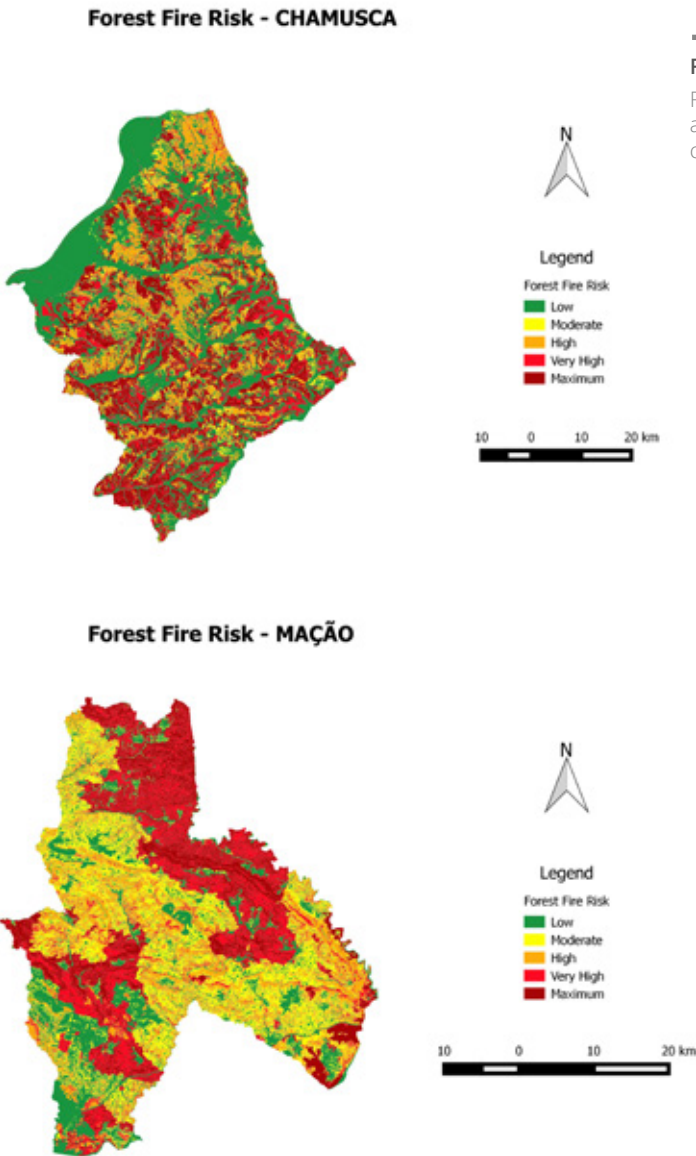 Forest Fire Risk - CHAMUSCA
N
Legend
Forest Fire Risk
Low
Moderate
High
Very High
Maximum
10 0 10 20 km
Forest Fire Risk - MAÇÃO
N
Legend
Forest Fire Risk
Low
Moderate
High
Very High
Maximum
10 0 10 20 km